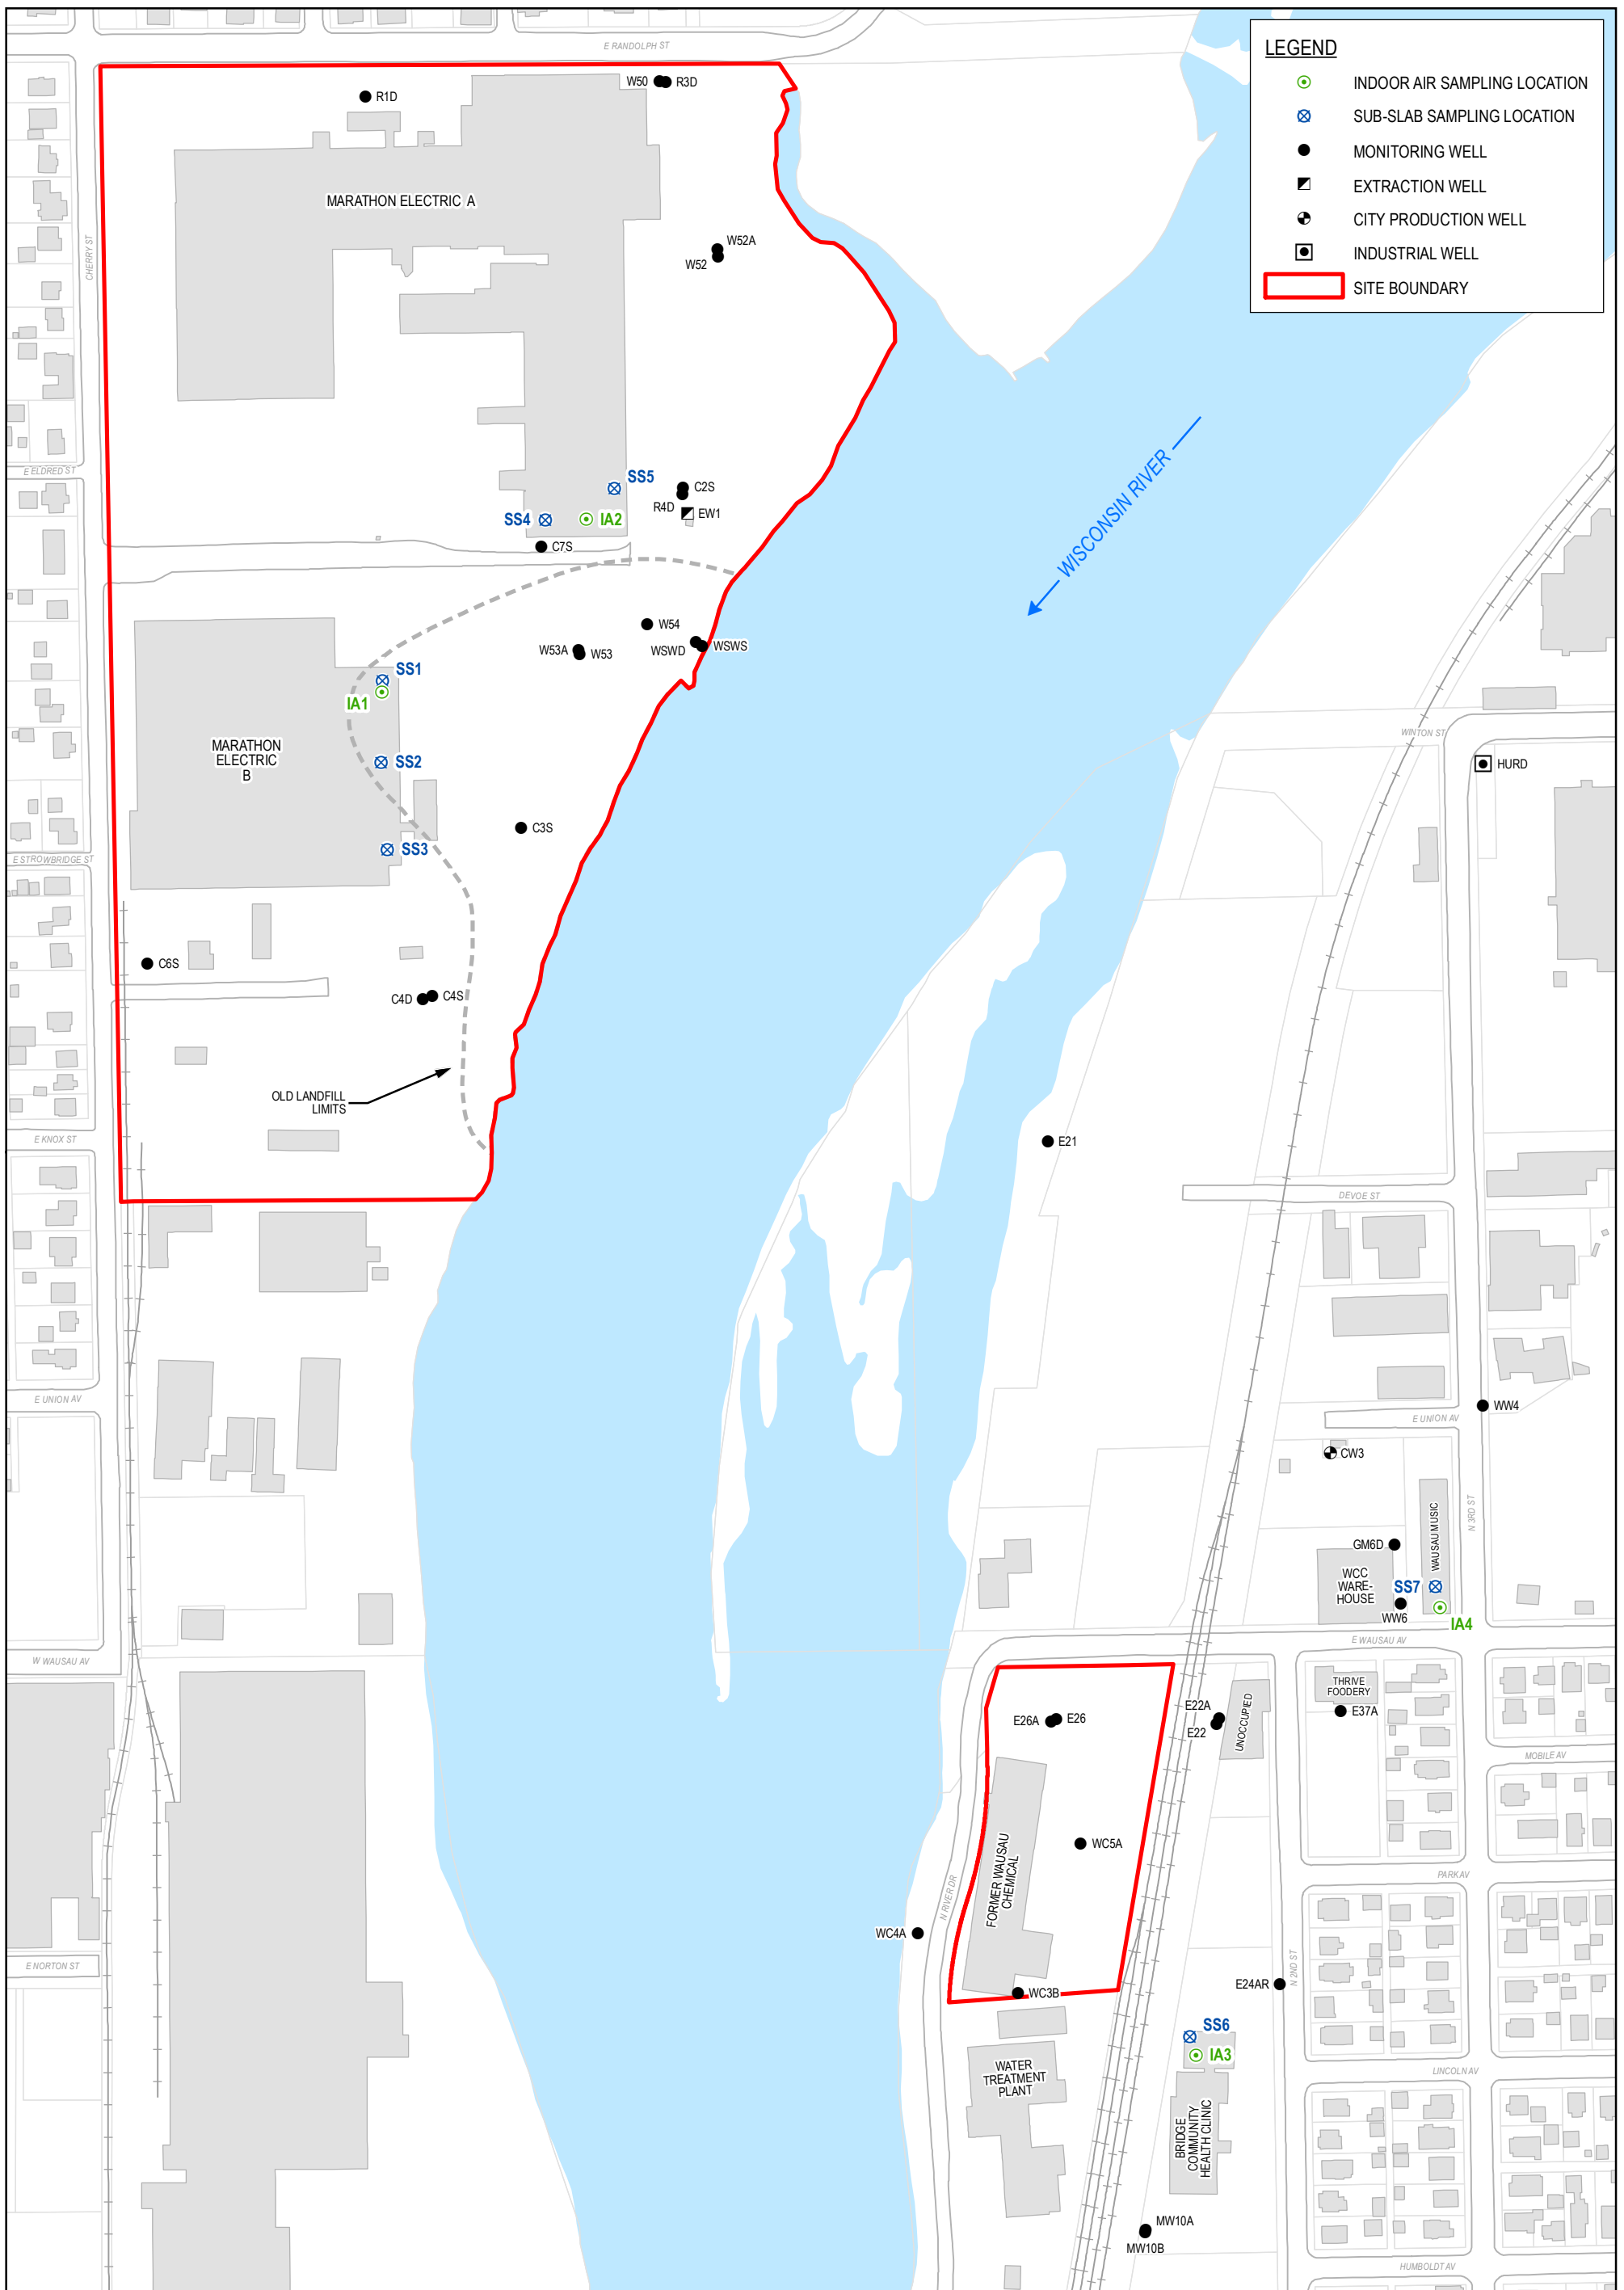 E RANDOLPH ST
LEGEND
INDOOR AIR SAMPLING LOCATION
SUB-SLAB SAMPLING LOCATION
MONITORING WELL
EXTRACTION WELL
CITY PRODUCTION WELL
INDUSTRIAL WELL
SITE BOUNDARY
W50
R3D
R1D
MARATHON ELECTRIC A
CHERRY ST
W52A
W52
E ELDRED ST
SS5
C2S
R4D
EW1
SS4
IA2
C7S
WISCONSIN RIVER
W54
W53A
W53
WSWD
WSWS
SS1
IA1
MARATHON
ELECTRIC
B
SS2
WINTON ST
HURD
C3S
SS3
E STROWBRIDGE ST
C6S
C4D
C4S
OLD LANDFILL
LIMITS
E KNOX ST
E21
DEVOE ST
E UNION AV
WW4
E UNION AV
CW3
N 3RD ST
WAUSAU MUSIC
GM6D
WCC
WARE-
HOUSE
SS7
WW6
IA4
E WAUSAU AV
W WAUSAU AV
THRIVE
FOODERY
E37A
E26A
E26
E22A
E22
UNOCCUPIED
MOBILE AV
WC5A
FORMER WAUSAU
CHEMICAL
N RIVER DR
PARK AV
WC4A
E NORTON ST
WC3B
E24AR
N 2ND ST
SS6
IA3
WATER
TREATMENT
PLANT
LINCOLN AV
BRIDGE
COMMUNITY
HEALTH CLINIC
MW10A
MW10B
HUMBOLDT AV